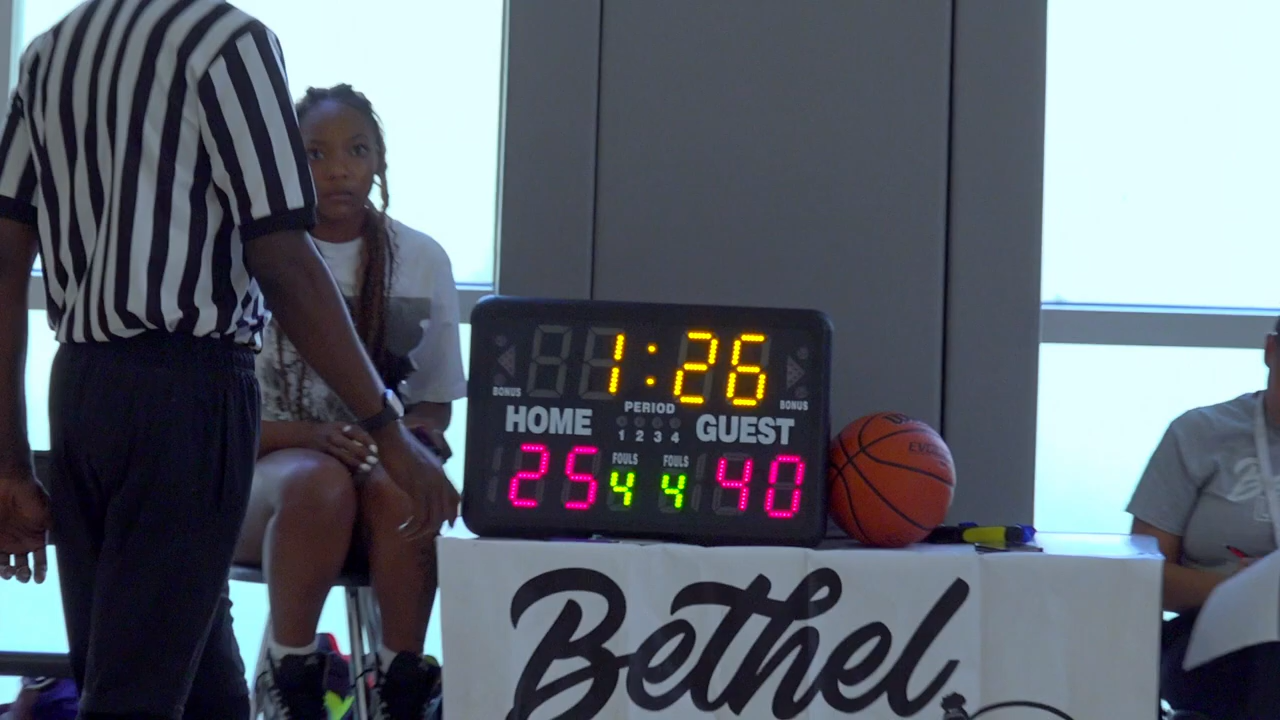 1:26
BONUS
BONUS
PERIOD
HOME
GUEST
1 2 3 4
FOULS
FOULS
25
4
4
40
Bethel